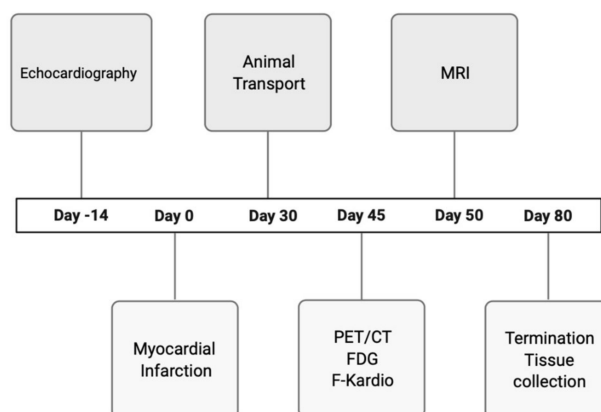 Echocardiography
Animal
Transport
MRI
Day -14
Day 0
Day 30
Day 45
Day 50
Day 80
Myocardial
Infarction
PET/CT
FDG
F-Kardio
Termination
Tissue
collection